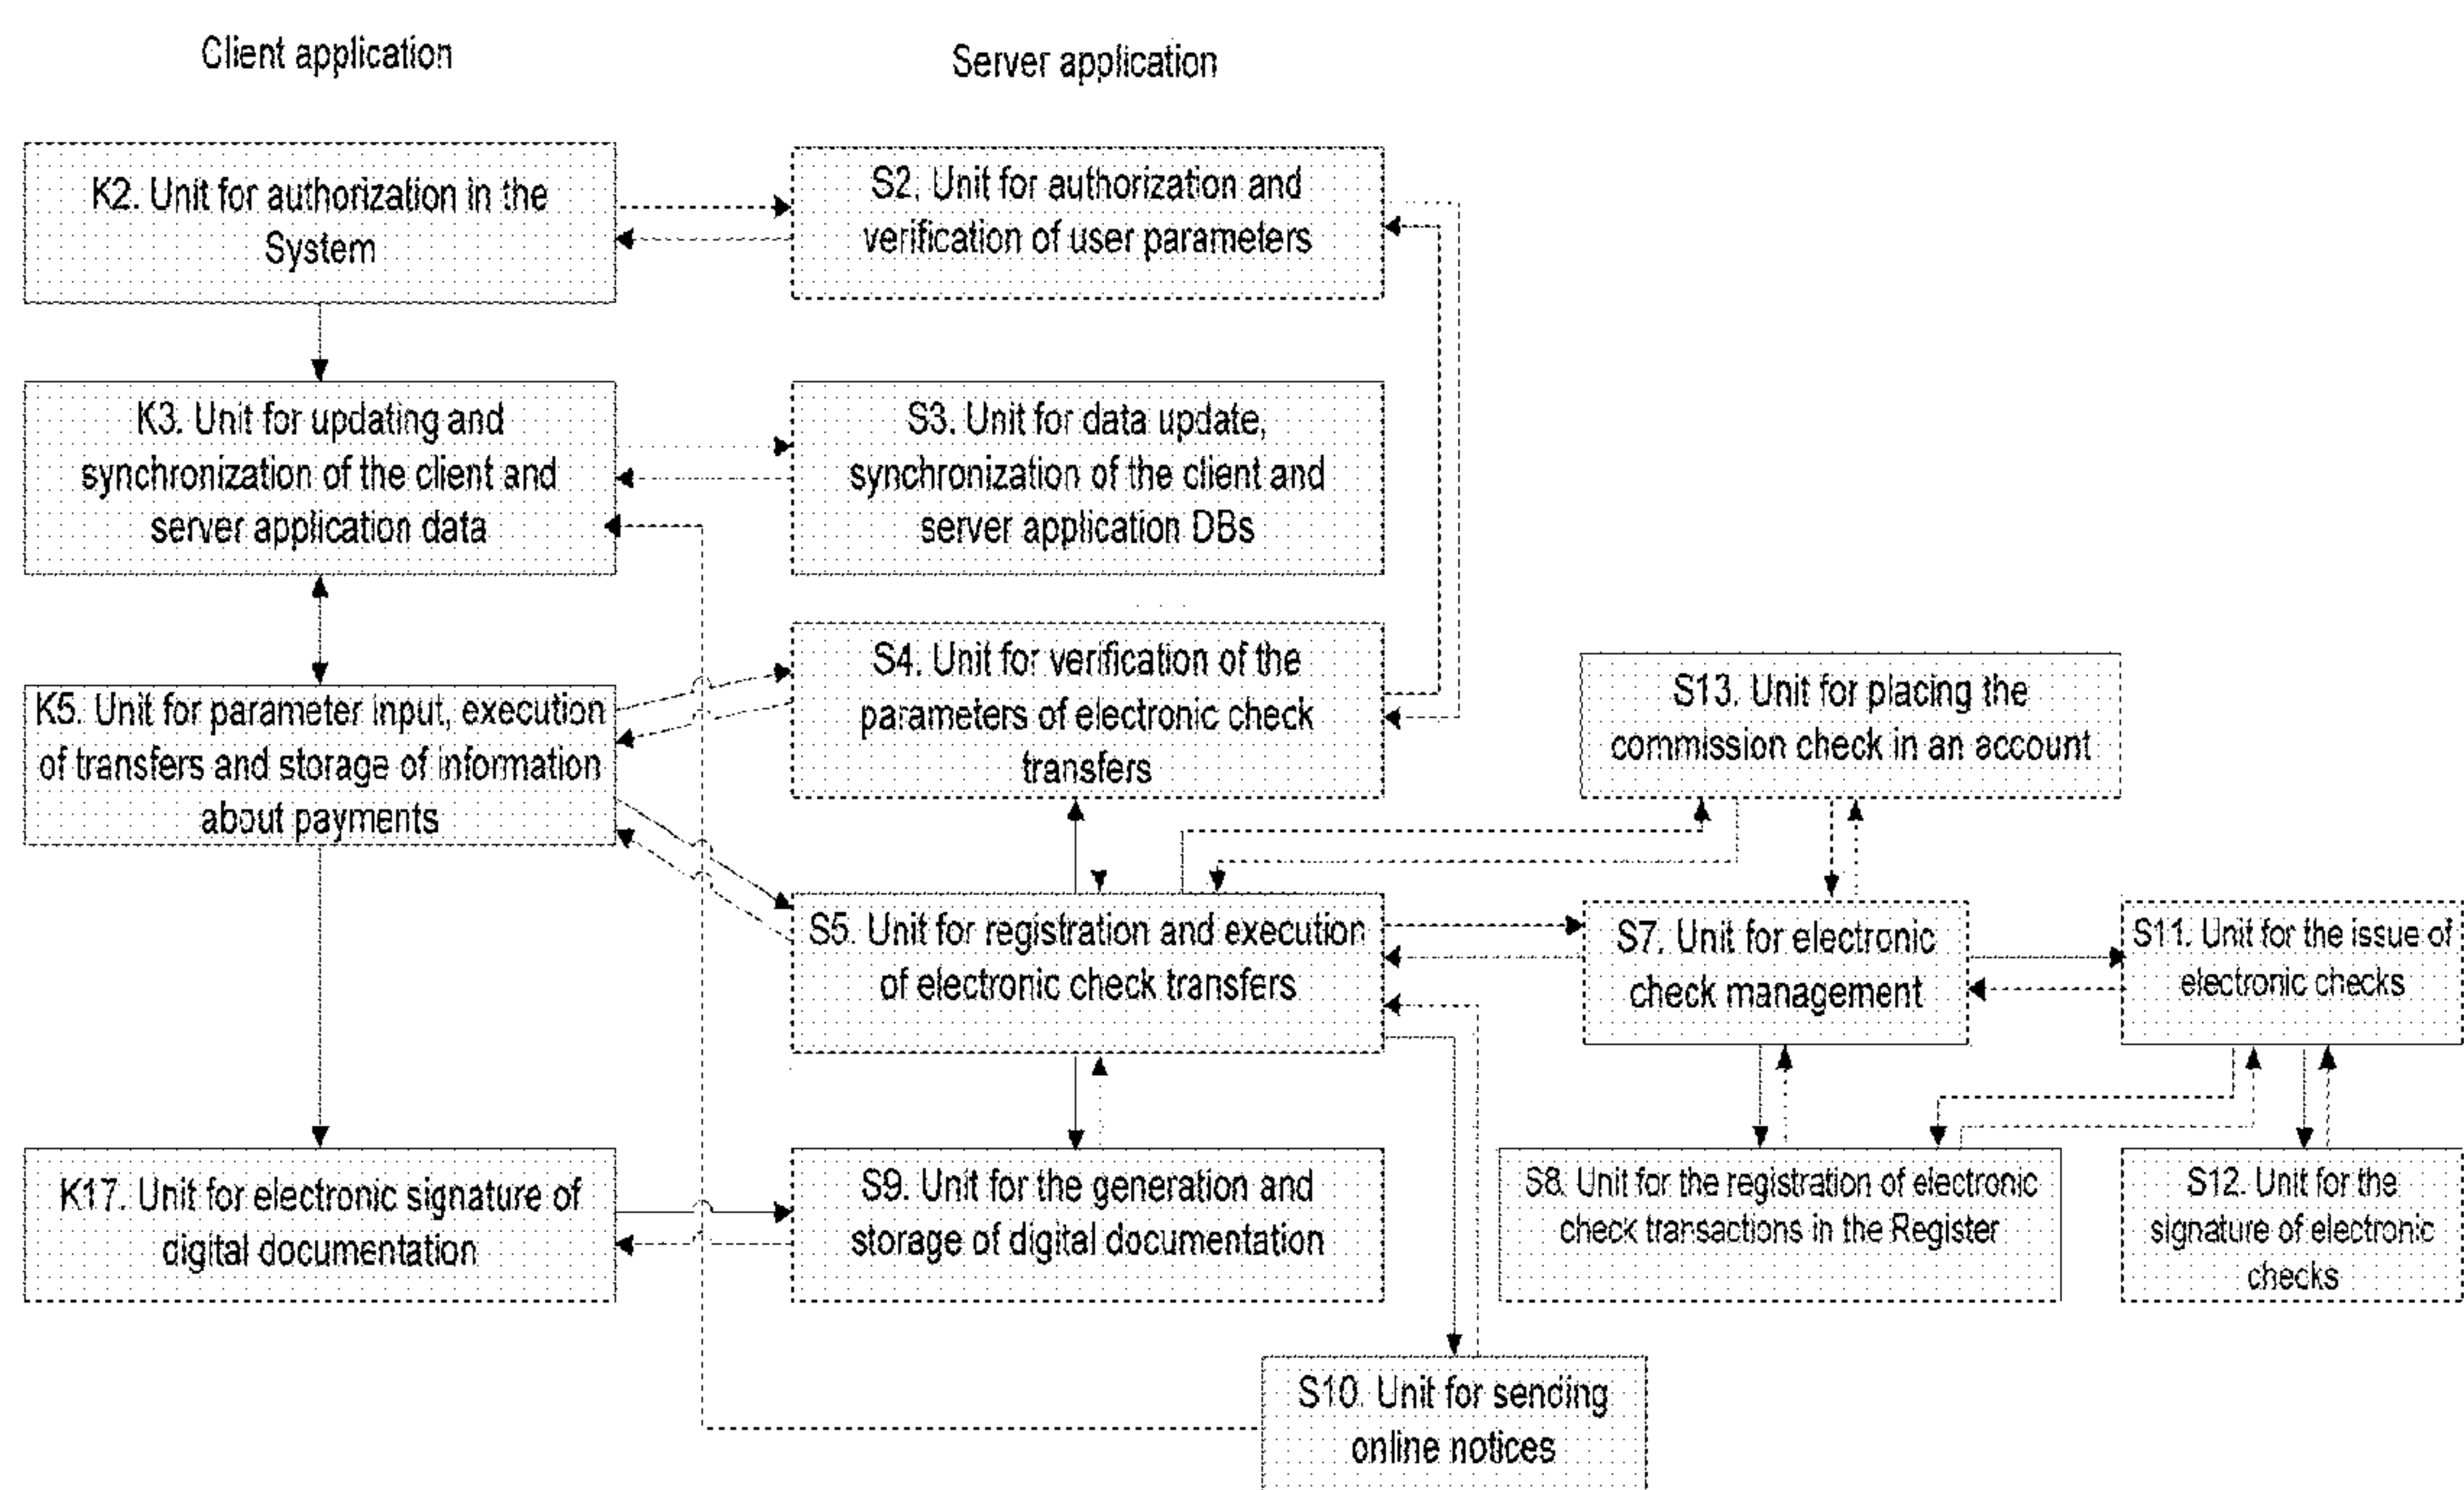 Client application
Server application
K2. Unit for authorization in the
System
S2. Unit for authorization and
verification of user parameters
K3. Unit for updating and
synchronization of the client and
server application data
S3. Unit for data update,
synchronization of the client and
server application DBs
K5. Unit for parameter input, execution
of transfers and storage of information
about payments
S4. Unit for verification of the
parameters of electronic check
transfers
S13. Unit for placing the
commission check in an account
S5. Unit for registration and execution
of electronic check transfers
S7. Unit for electronic
check management
S11. Unit for the issue of
electronic checks
K17. Unit for electronic signature of
digital documentation
S9. Unit for the generation and
storage of digital documentation
S8. Unit for the registration of electronic
check transactions in the Register
S12. Unit for the
signature of electronic
checks
S10. Unit for sending
online notices